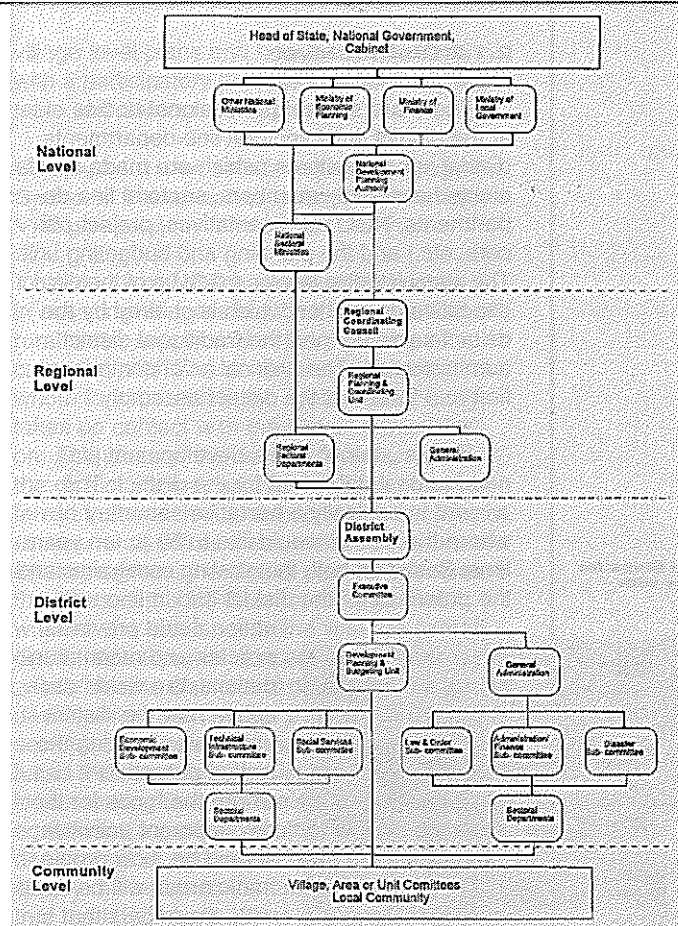 Head of State, National Government,
Cabinet
Other National
Ministries
Ministry of
Economic
Planning
Ministry of
Finance
Ministry of
Local
Government
National
Level
National
Development
Planning
Authority
National
Sectoral
Ministries
Regional
Coordinating
Council
Regional
Level
Regional
Planning &
Coordinating
Unit
Regional
Sectoral
Departments
General
Administration
District
Assembly
District
Level
Executive
Committee
Development
Planning &
Budgeting Unit
General
Administration
Economic
Development
Sub- committee
Technical
Infrastructure
Sub- committee
Social Services
Sub- committee
Law & Order
Sub- committee
Administration/
Finance
Sub- committee
Disaster
Sub- committee
Sectoral
Departments
Sectoral
Departments
Community
Level
Village, Area or Unit Comittees
Local Community